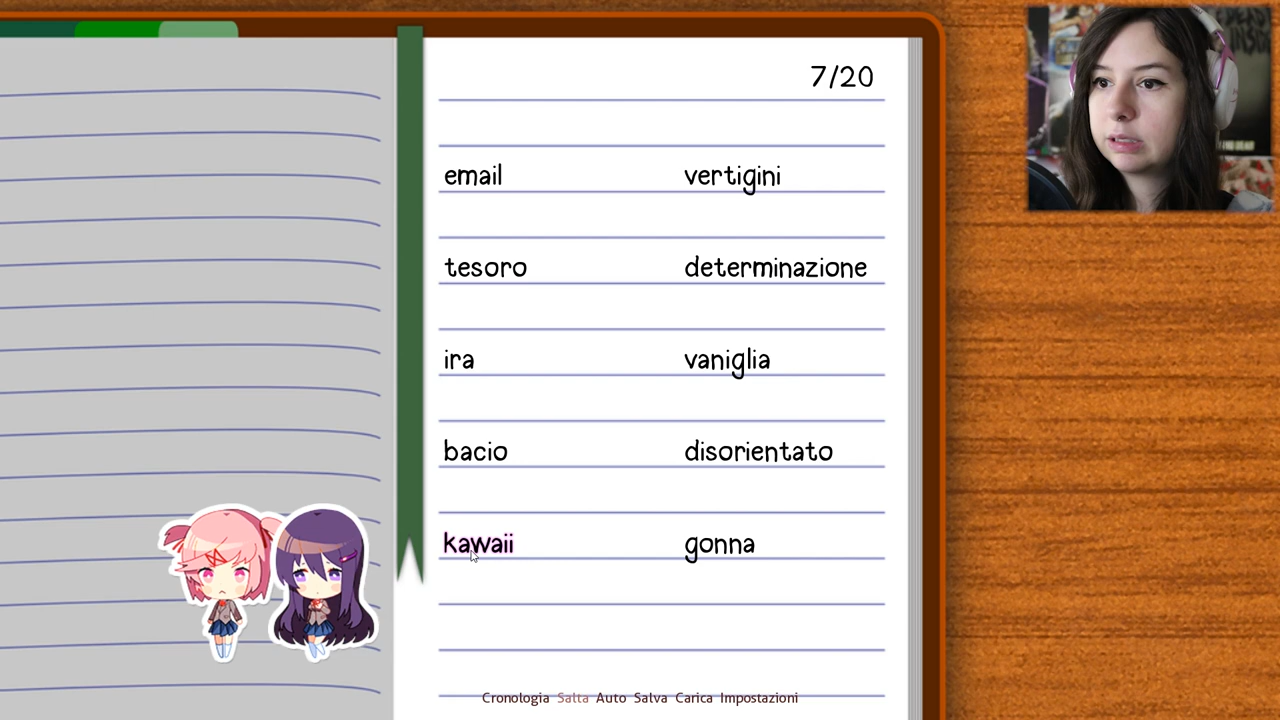 7/20
email vertigini
tesoro determinazione
ira vaniglia
bacio disorientato
kawaii gonna
Cronologia Salta Auto Salva Carica Impostazioni